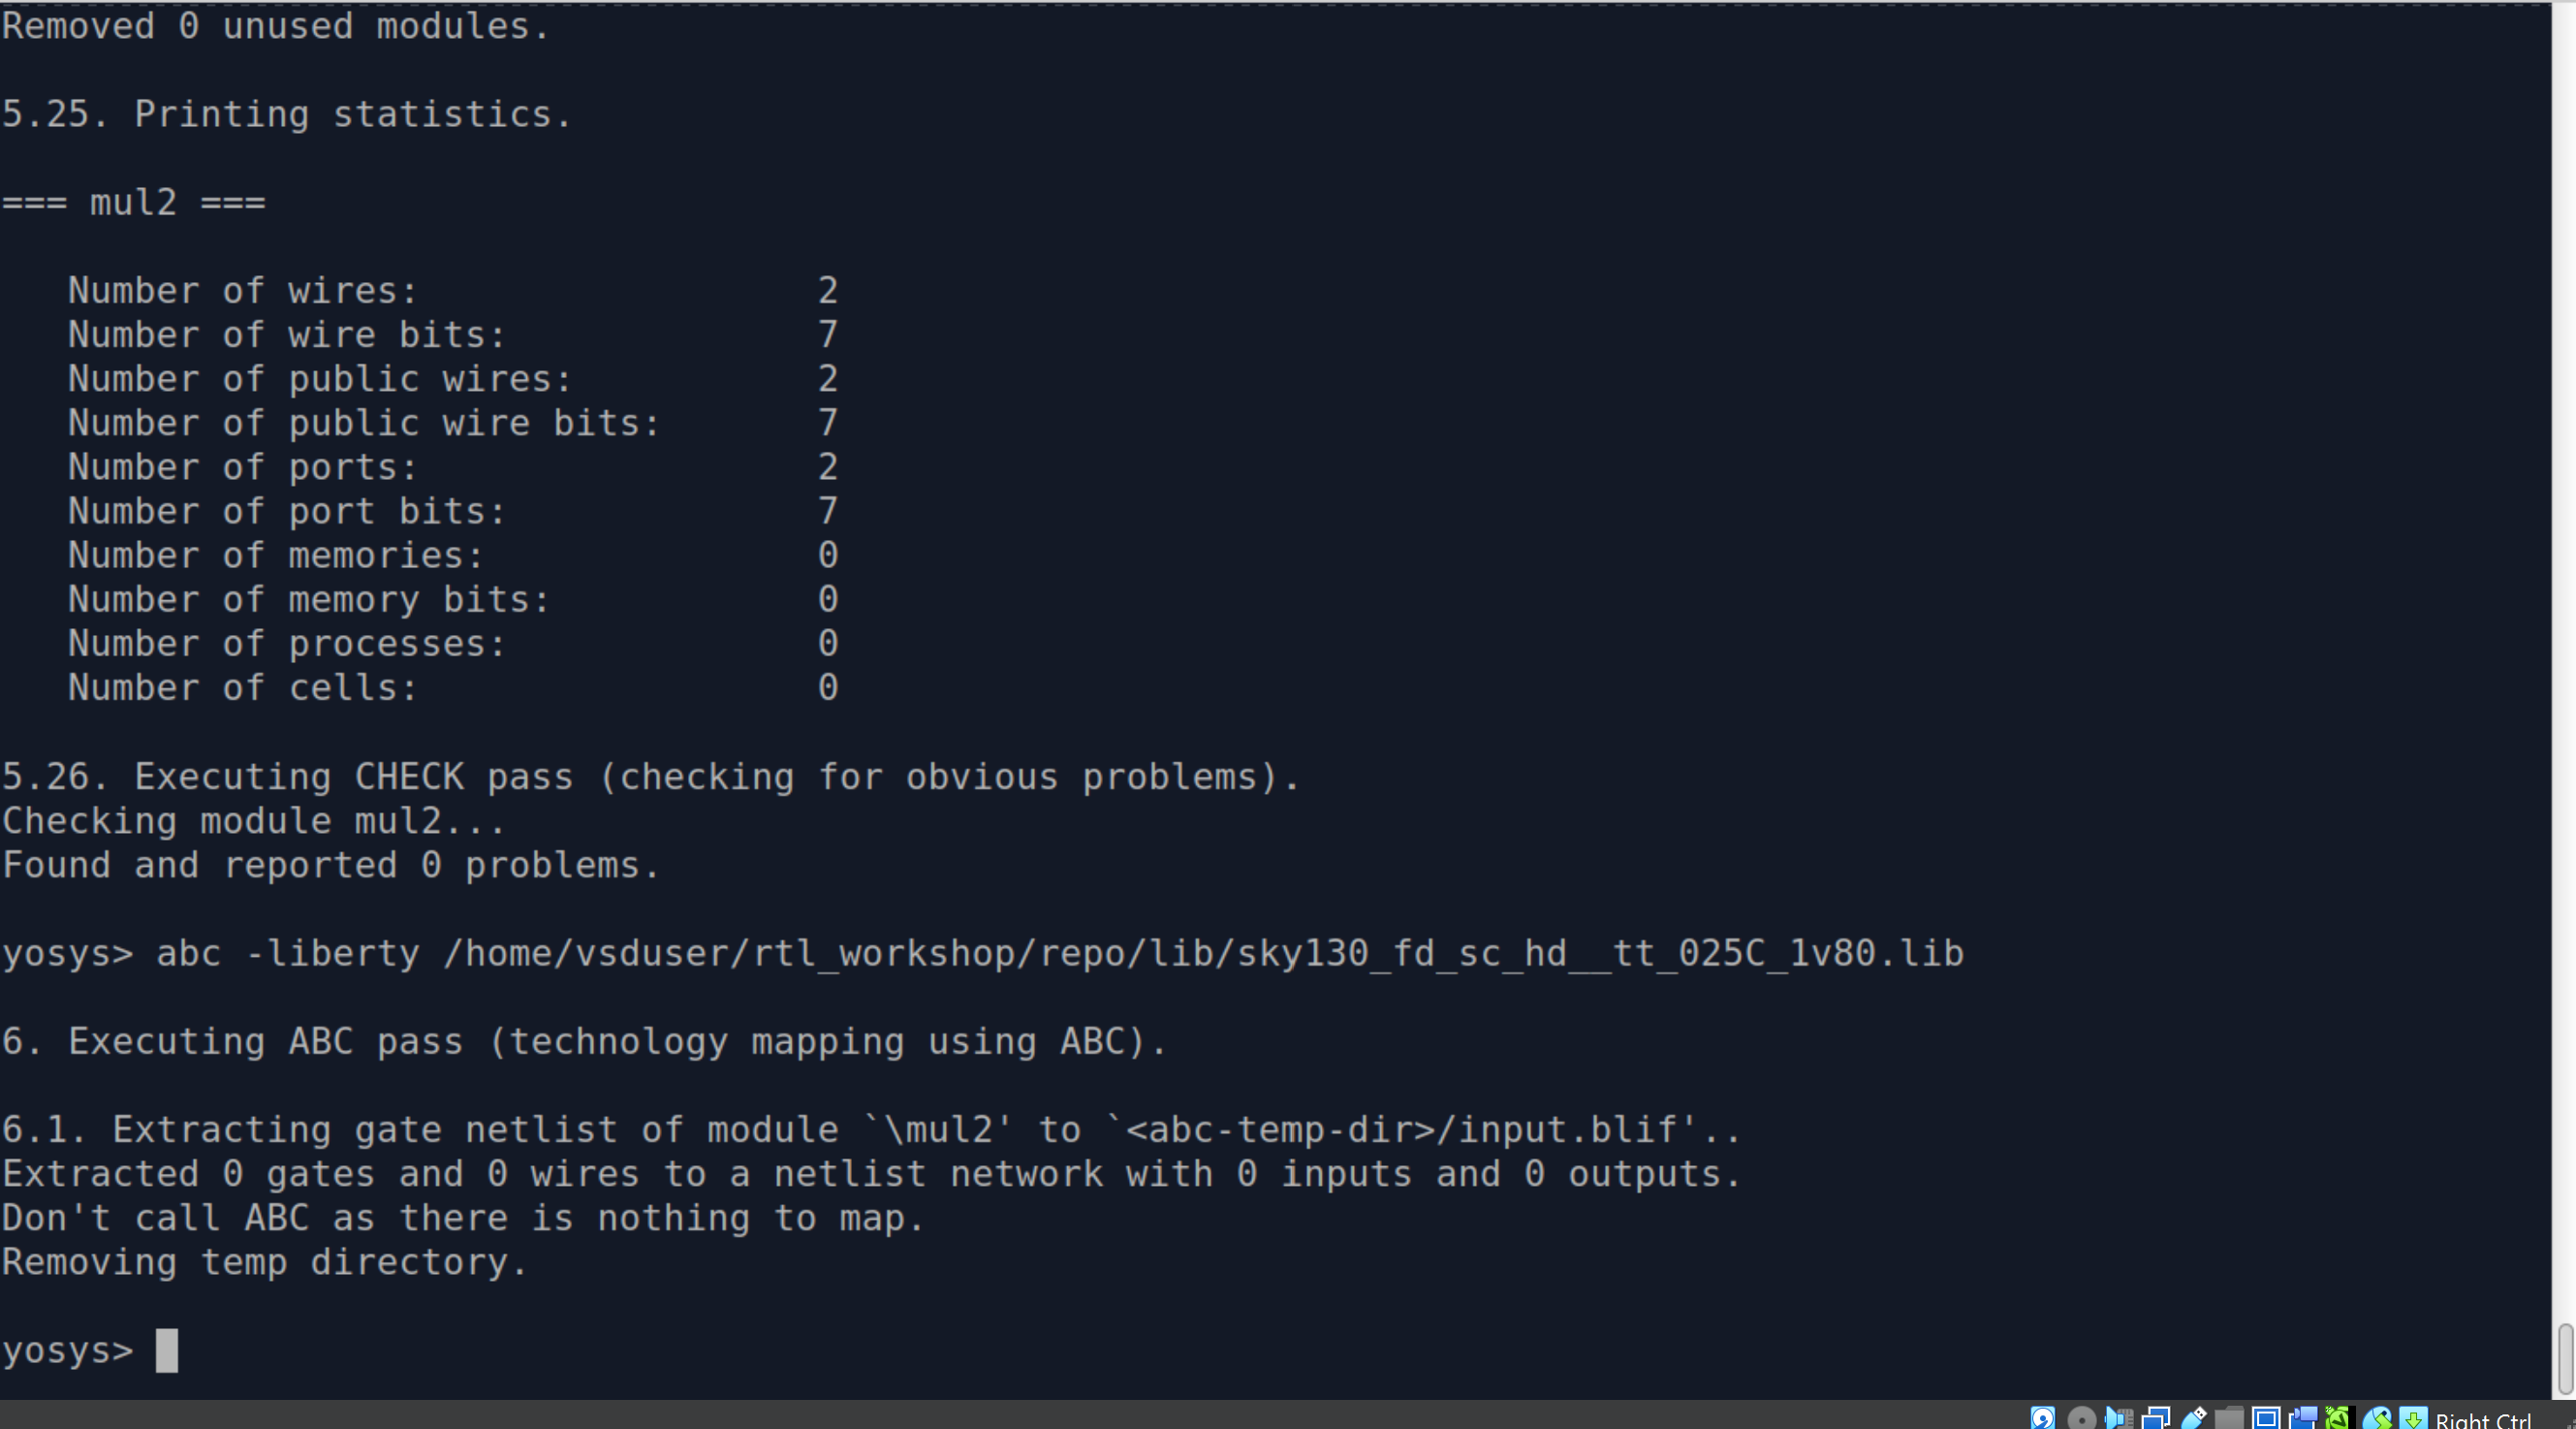 Removed 0 unused modules.
5.25. Printing statistics.
=== mul2 ===
Number of wires: 2
Number of wire bits: 7
Number of public wires: 2
Number of public wire bits: 7
Number of ports: 2
Number of port bits: 7
Number of memories: 0
Number of memory bits: 0
Number of processes: 0
Number of cells: 0
5.26. Executing CHECK pass (checking for obvious problems).
Checking module mul2...
Found and reported 0 problems.
yosys> abc -liberty /home/vsduser/rtl_workshop/repo/lib/sky130_fd_sc_hd__tt_025C_1v80.lib
6. Executing ABC pass (technology mapping using ABC).
6.1. Extracting gate netlist of module `\mul2' to `<abc-temp-dir>/input.blif'..
Extracted 0 gates and 0 wires to a netlist network with 0 inputs and 0 outputs.
Don't call ABC as there is nothing to map.
Removing temp directory.
yosys>
Right Ctrl